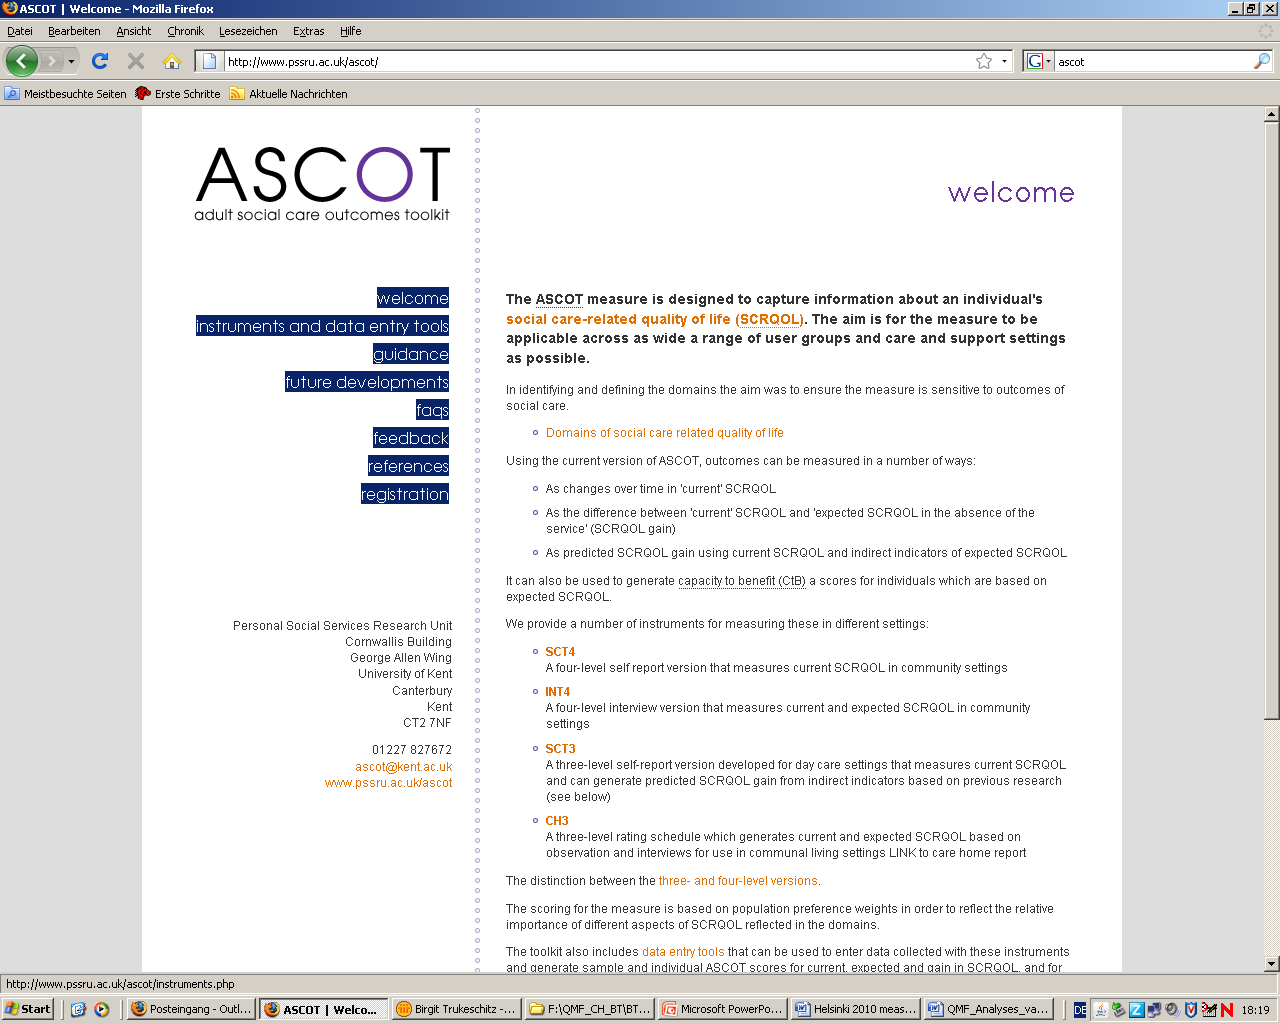 ASCOT | Welcome - Mozilla Firefox
Datei Bearbeiten Ansicht Chronik Lesezeichen Extras Hilfe
http://www.pssru.ac.uk/ascot/
G ascot
Meistbesuchte Seiten Erste Schritte Aktuelle Nachrichten
ASCOT
adult social care outcomes toolkit
welcome
instruments and data entry tools
guidance
future developments
faqs
feedback
references
registration
Personal Social Services Research Unit
Cornwallis Building
George Allen Wing
University of Kent
Canterbury
Kent
CT2 7NF
01227 827672
ascot@kent.ac.uk
www.pssru.ac.uk/ascot
welcome
The ASCOT measure is designed to capture information about an individual's
social care-related quality of life (SCRQOL). The aim is for the measure to be
applicable across as wide a range of user groups and care and support settings
as possible.
In identifying and defining the domains the aim was to ensure the measure is sensitive to outcomes of
social care.
Domains of social care related quality of life
Using the current version of ASCOT, outcomes can be measured in a number of ways:
As changes over time in 'current' SCRQOL
As the difference between 'current' SCRQOL and 'expected SCRQOL in the absence of the
service' (SCRQOL gain)
As predicted SCRQOL gain using current SCRQOL and indirect indicators of expected SCRQOL
It can also be used to generate capacity to benefit (CtB) a scores for individuals which are based on
expected SCRQOL.
We provide a number of instruments for measuring these in different settings:
SCT4
A four-level self report version that measures current SCRQOL in community settings
INT4
A four-level interview version that measures current and expected SCRQOL in community
settings
SCT3
A three-level self-report version developed for day care settings that measures current SCRQOL
and can generate predicted SCRQOL gain from indirect indicators based on previous research
(see below)
CH3
A three-level rating schedule which generates current and expected SCRQOL based on
observation and interviews for use in communal living settings LINK to care home report
The distinction between the three- and four-level versions.
The scoring for the measure is based on population preference weights in order to reflect the relative
importance of different aspects of SCRQOL reflected in the domains.
The toolkit also includes data entry tools that can be used to enter data collected with these instruments
and generate sample and individual ASCOT scores for current, expected and gain in SCRQOL, and for
http://www.pssru.ac.uk/ascot/instruments.php
Start Posteingang - Outl... ASCOT | Welco... Birgit Trukeschitz -... F:\QMF_CH_BT\BT... Microsoft PowerPo... Helsinki 2010 meas... QMF_Analyses_va... DE 18:19